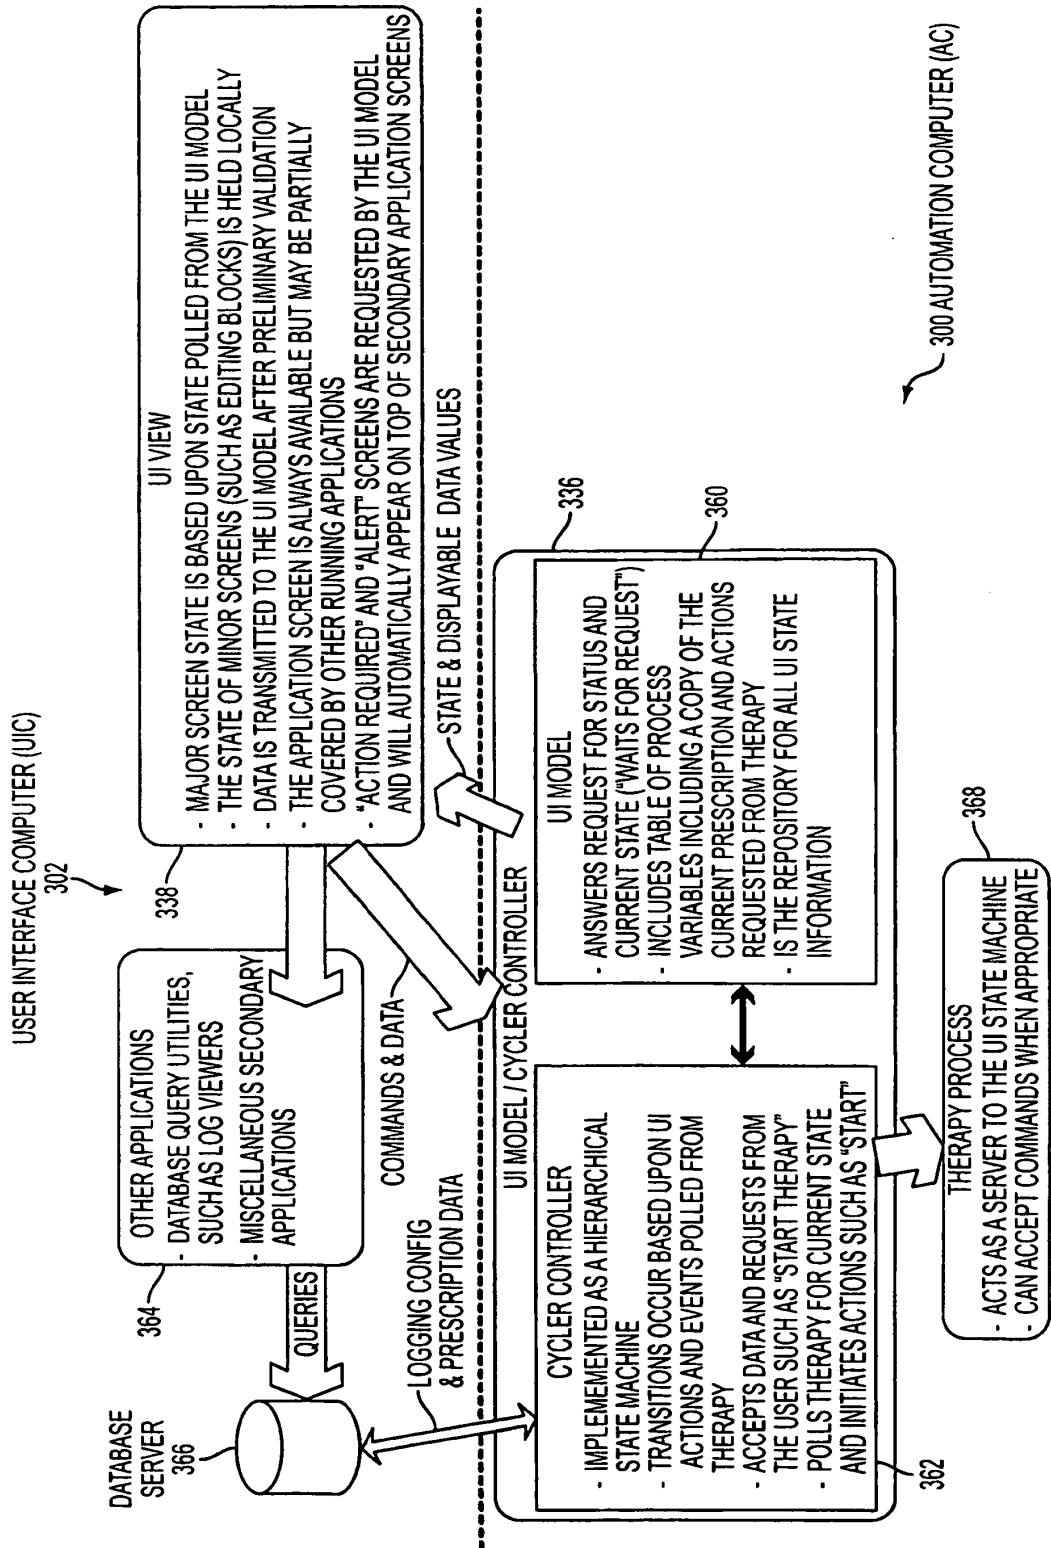 USER INTERFACE COMPUTER (UIC)
302
DATABASE
SERVER
366
QUERIES
364
OTHER APPLICATIONS
- DATABASE QUERY UTILITIES,
SUCH AS LOG VIEWERS
- MISCELLANEOUS SECONDARY
APPLICATIONS
338
UI VIEW
- MAJOR SCREEN STATE IS BASED UPON STATE POLLED FROM THE UI MODEL
- THE STATE OF MINOR SCREENS (SUCH AS EDITING BLOCKS) IS HELD LOCALLY
- DATA IS TRANSMITTED TO THE UI MODEL AFTER PRELIMINARY VALIDATION
- THE APPLICATION SCREEN IS ALWAYS AVAILABLE BUT MAY BE PARTIALLY
COVERED BY OTHER RUNNING APPLICATIONS
- "ACTION REQUIRED" AND "ALERT" SCREENS ARE REQUESTED BY THE UI MODEL
AND WILL AUTOMATICALLY APPEAR ON TOP OF SECONDARY APPLICATION SCREENS
LOGGING CONFIG
& PRESCRIPTION DATA
COMMANDS & DATA
STATE & DISPLAYABLE DATA VALUES
UI MODEL / CYCLER CONTROLLER
336
CYCLER CONTROLLER
- IMPLEMEMENTED AS A HIERARCHICAL
STATE MACHINE
- TRANSITIONS OCCUR BASED UPON UI
ACTIONS AND EVENTS POLLED FROM
THERAPY
- ACCEPTS DATA AND REQUESTS FROM
THE USER SUCH AS "START THERAPY"
- POLLS THERAPY FOR CURRENT STATE
AND INITIATES ACTIONS SUCH AS "START"
362
UI MODEL
- ANSWERS REQUEST FOR STATUS AND
CURRENT STATE ("WAITS FOR REQUEST")
- INCLUDES TABLE OF PROCESS
VARIABLES INCLUDING A COPY OF THE
CURRENT PRESCRIPTION AND ACTIONS
REQUESTED FROM THERAPY
- IS THE REPOSITORY FOR ALL UI STATE
INFORMATION
360
300 AUTOMATION COMPUTER (AC)
THERAPY PROCESS
- ACTS AS A SERVER TO THE UI STATE MACHINE
- CAN ACCEPT COMMANDS WHEN APPROPRIATE
368